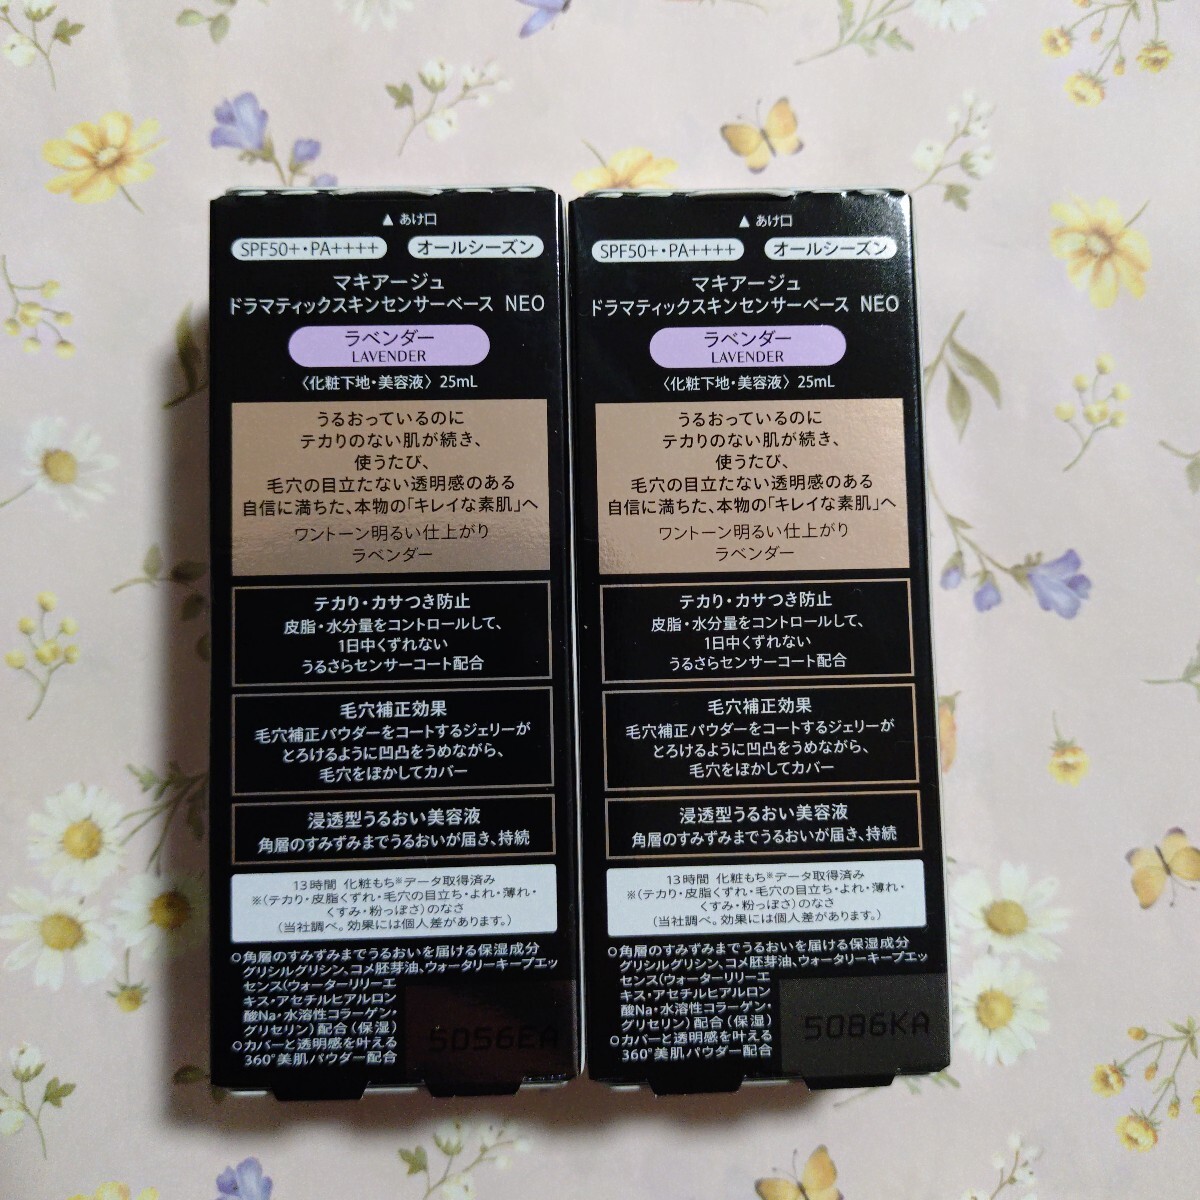 ▲ あけ口
SPF50+・PA++++ オールシーズン
マキアージュ
ドラマティックスキンセンサーベース NEO
ラベンダー
LAVENDER
〈化粧下地・美容液〉 25mL
うるおっているのに
テカりのない肌が続き、
使うたび、
毛穴の目立たない透明感のある
自信に満ちた、本物の「キレイな素肌」へ
ワントーン明るい仕上がり
ラベンダー
テカり・カサつき防止
皮脂・水分量をコントロールして、
1日中くずれない
うるさらセンサーコート配合
毛穴補正効果
毛穴補正パウダーをコートするジェリーが
とろけるように凹凸をうめながら、
毛穴をぼかしてカバー
浸透型うるおい美容液
角層のすみずみまでうるおいが届き、持続
13時間 化粧もち※データ取得済み
※（テカり・皮脂くずれ・毛穴の目立ち・よれ・薄れ・
くすみ・粉っぽさ）のなさ
（当社調べ。効果には個人差があります。）
○角層のすみずみまでうるおいを届ける保湿成分
グリシルグリシン、コメ胚芽油、ウォータリーキープエッ
センス（ウォーターリリーエ
キス・アセチルヒアルロン
酸Na・水溶性コラーゲン・
グリセリン）配合（保湿）
○カバーと透明感を叶える
360°美肌パウダー配合
5056EA
▲ あけ口
SPF50+・PA++++ オールシーズン
マキアージュ
ドラマティックスキンセンサーベース NEO
ラベンダー
LAVENDER
〈化粧下地・美容液〉 25mL
うるおっているのに
テカりのない肌が続き、
使うたび、
毛穴の目立たない透明感のある
自信に満ちた、本物の「キレイな素肌」へ
ワントーン明るい仕上がり
ラベンダー
テカり・カサつき防止
皮脂・水分量をコントロールして、
1日中くずれない
うるさらセンサーコート配合
毛穴補正効果
毛穴補正パウダーをコートするジェリーが
とろけるように凹凸をうめながら、
毛穴をぼかしてカバー
浸透型うるおい美容液
角層のすみずみまでうるおいが届き、持続
13時間 化粧もち※データ取得済み
※（テカり・皮脂くずれ・毛穴の目立ち・よれ・薄れ・
くすみ・粉っぽさ）のなさ
（当社調べ。効果には個人差があります。）
○角層のすみずみまでうるおいを届ける保湿成分
グリシルグリシン、コメ胚芽油、ウォータリーキープエッ
センス（ウォーターリリーエ
キス・アセチルヒアルロン
酸Na・水溶性コラーゲン・
グリセリン）配合（保湿）
○カバーと透明感を叶える
360°美肌パウダー配合
5086KA